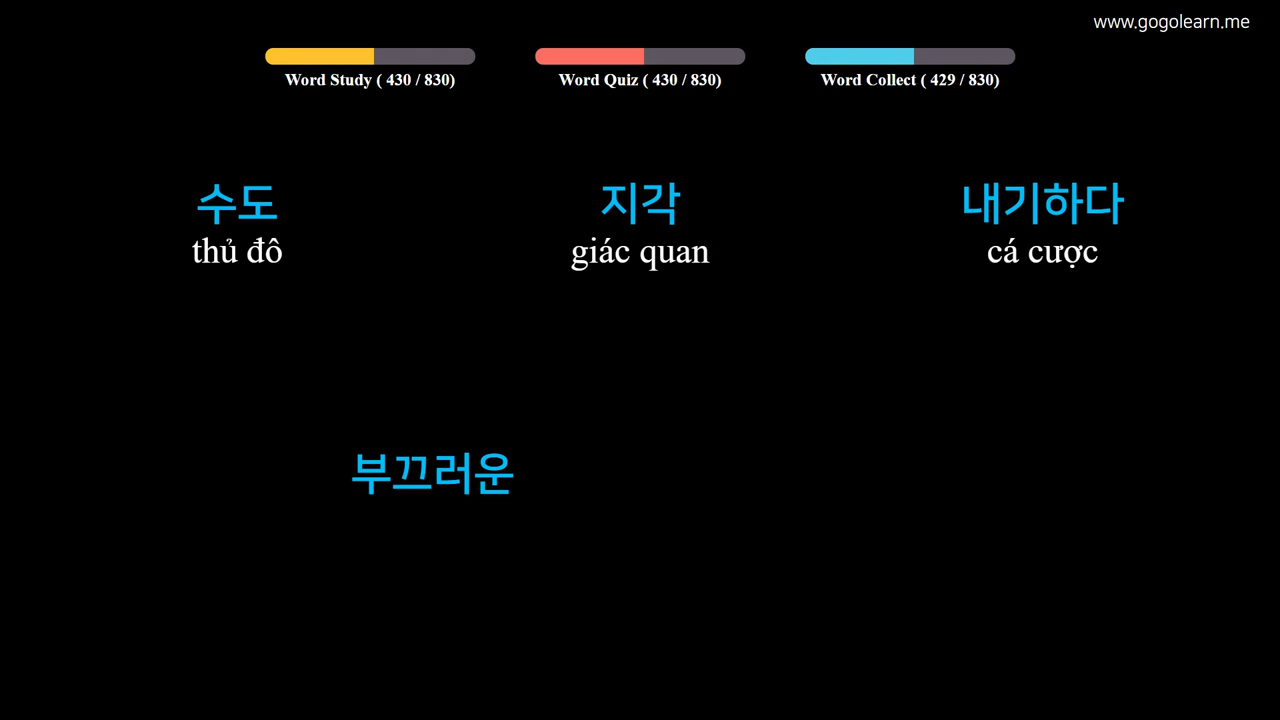 www.gogolearn.me
Word Study ( 430 / 830)
Word Quiz ( 430 / 830)
Word Collect ( 429 / 830)
수도
thủ đô
지각
giác quan
내기하다
cá cược
부끄러운